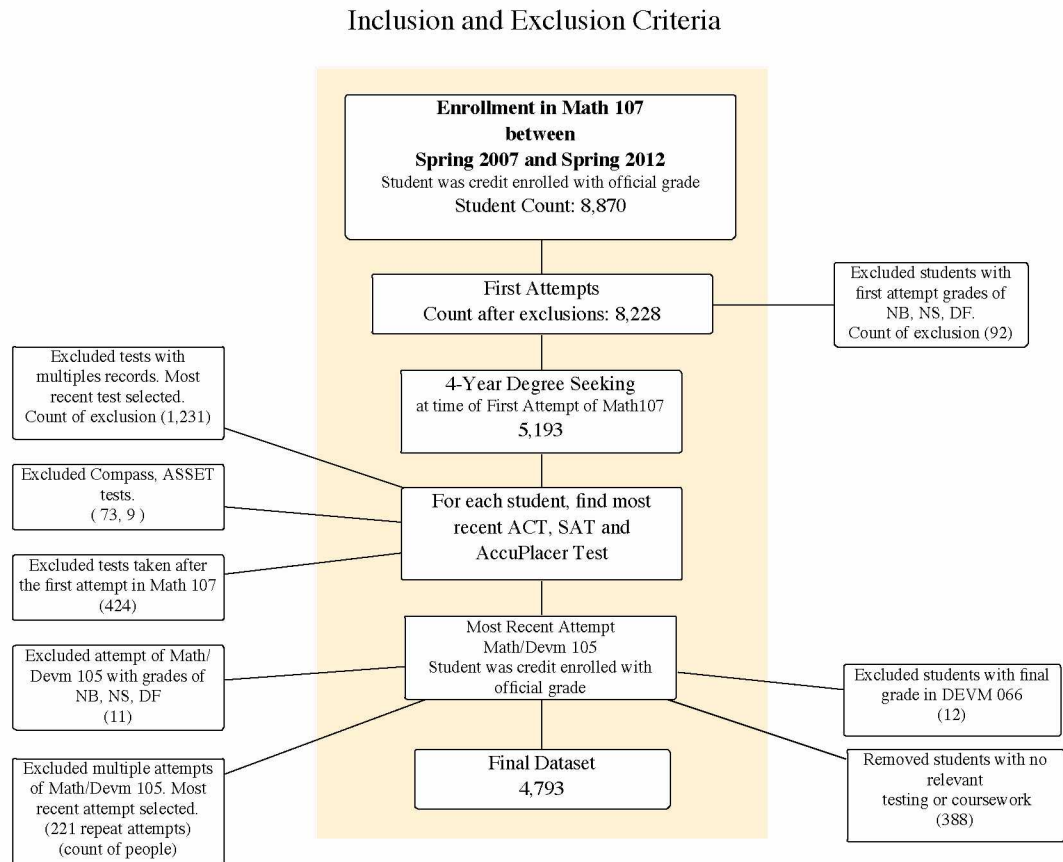 Inclusion and Exclusion Criteria
Enrollment in Math 107
between
Spring 2007 and Spring 2012
Student was credit enrolled with official grade
Student Count: 8,870
First Attempts
Count after exclusions: 8,228
Excluded students with
first attempt grades of
NB, NS, DF.
Count of exclusion (92)
4-Year Degree Seeking
at time of First Attempt of Math107
5,193
Excluded tests with
multiples records. Most
recent test selected.
Count of exclusion (1,231)
Excluded Compass, ASSET
tests.
( 73, 9 )
Excluded tests taken after
the first attempt in Math 107
(424)
For each student, find most
recent ACT, SAT and
AccuPlacer Test
Most Recent Attempt
Math/Devm 105
Student was credit enrolled with
official grade
Excluded attempt of Math/
Devm 105 with grades of
NB, NS, DF
(11)
Excluded multiple attempts
of Math/Devm 105. Most
recent attempt selected.
(221 repeat attempts)
(count of people)
Excluded students with final
grade in DEVM 066
(12)
Removed students with no
relevant
testing or coursework
(388)
Final Dataset
4,793